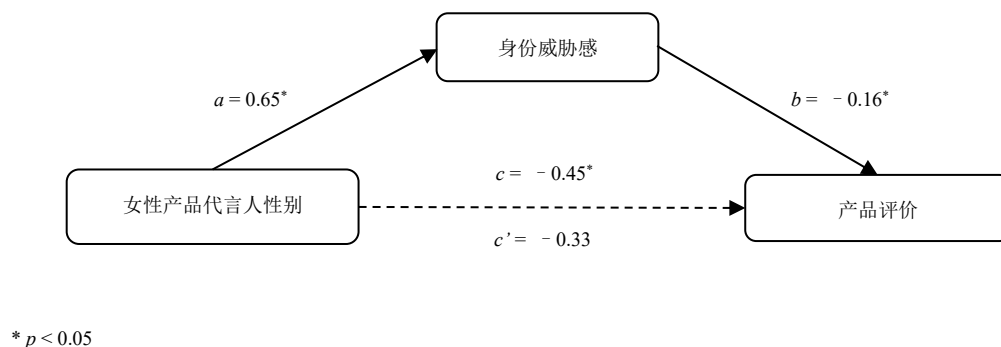 身份威胁感
a = 0.65*
b = －0.16*
女性产品代言人性别
c = －0.45*
产品评价
c’ = －0.33
* p < 0.05